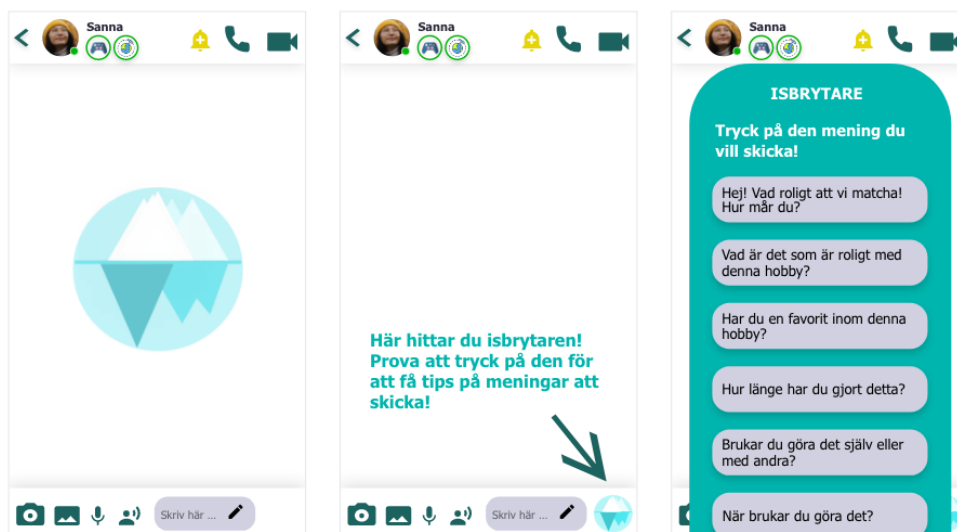 Sanna
Skriv här ...
Sanna
Här hittar du isbrytaren!
Prova att tryck på den för
att få tips på meningar att
skicka!
Skriv här ...
Sanna
ISBRYTARE
Tryck på den mening du
vill skicka!
Hej! Vad roligt att vi matcha!
Hur mår du?
Vad är det som är roligt med
denna hobby?
Har du en favorit inom denna
hobby?
Hur länge har du gjort detta?
Brukar du göra det själv eller
med andra?
När brukar du göra det?